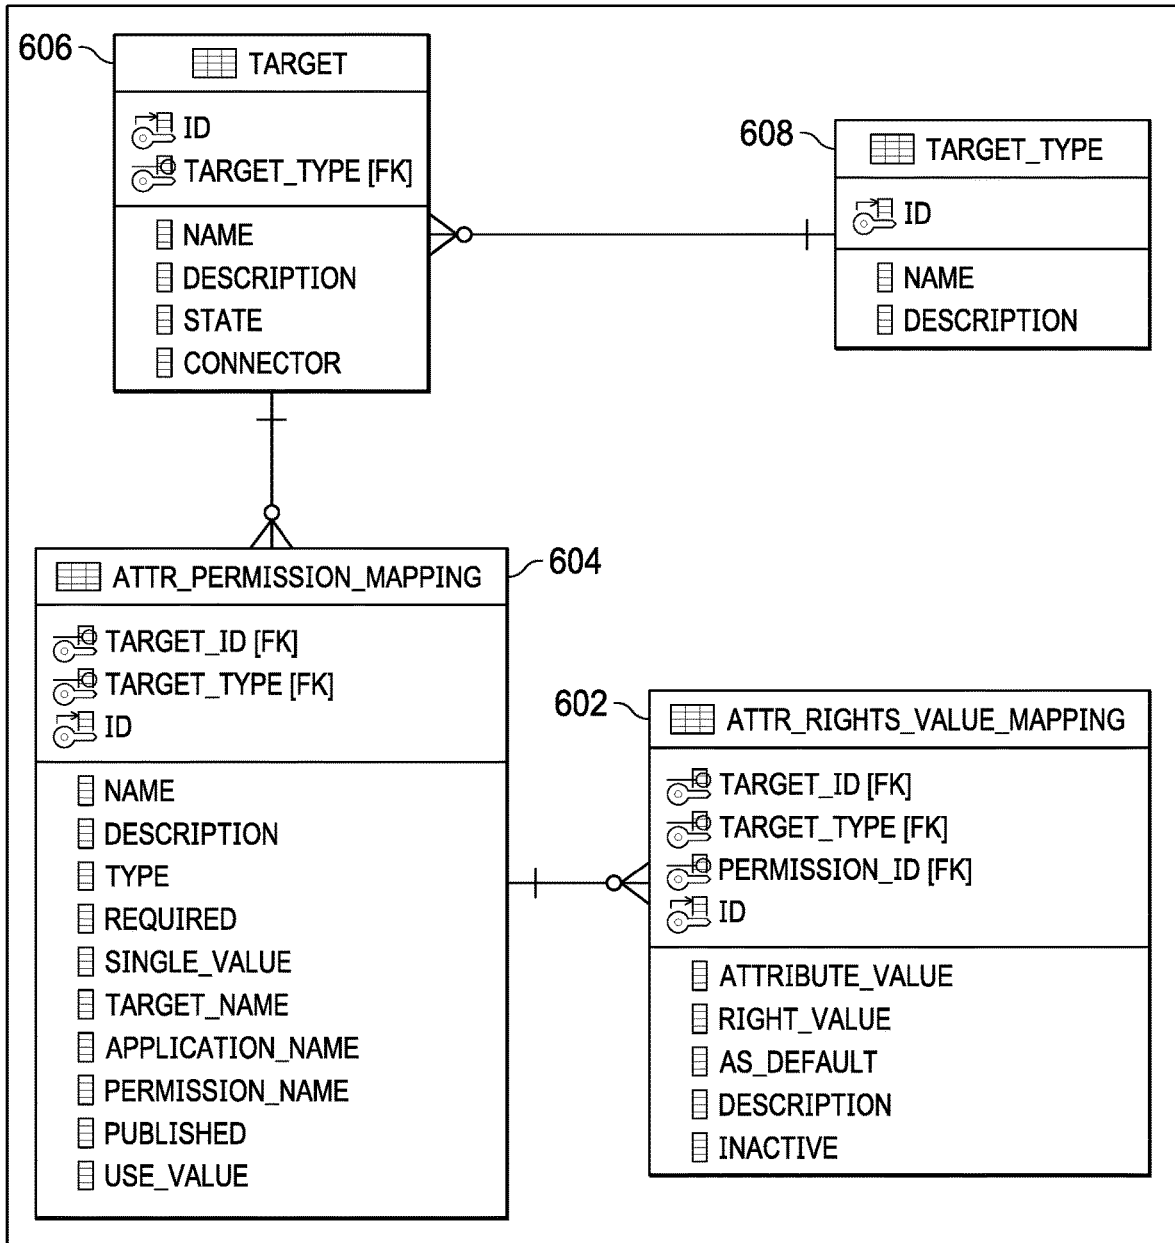 606
TARGET
ID
TARGET_TYPE [FK]
NAME
DESCRIPTION
STATE
CONNECTOR
608
TARGET_TYPE
ID
NAME
DESCRIPTION
ATTR_PERMISSION_MAPPING
604
TARGET_ID [FK]
TARGET_TYPE [FK]
ID
NAME
DESCRIPTION
TYPE
REQUIRED
SINGLE_VALUE
TARGET_NAME
APPLICATION_NAME
PERMISSION_NAME
PUBLISHED
USE_VALUE
602
ATTR_RIGHTS_VALUE_MAPPING
TARGET_ID [FK]
TARGET_TYPE [FK]
PERMISSION_ID [FK]
ID
ATTRIBUTE_VALUE
RIGHT_VALUE
AS_DEFAULT
DESCRIPTION
INACTIVE